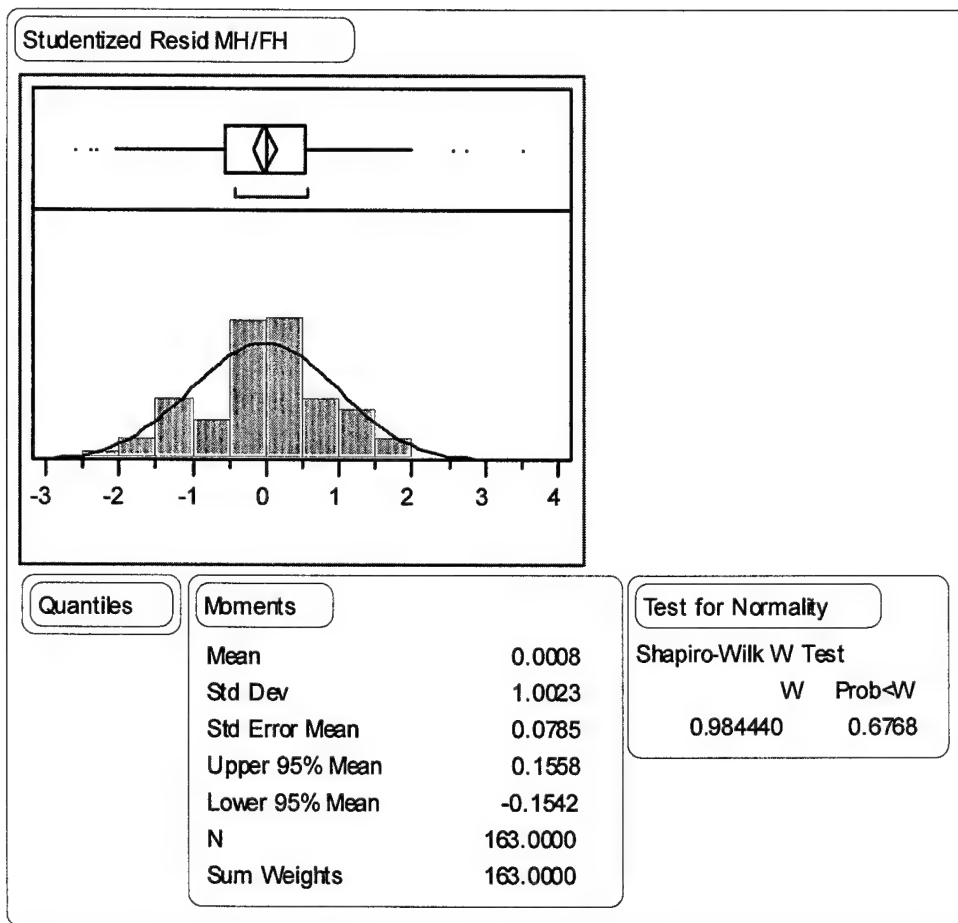 Studentized Resid MH/FH
-3 -2 -1 0 1 2 3 4
Quantiles
Moments
Mean 0.0008
Std Dev 1.0023
Std Error Mean 0.0785
Upper 95% Mean 0.1558
Lower 95% Mean -0.1542
N 163.0000
Sum Weights 163.0000
Test for Normality
Shapiro-Wilk W Test
W Prob<W
0.984440 0.6768